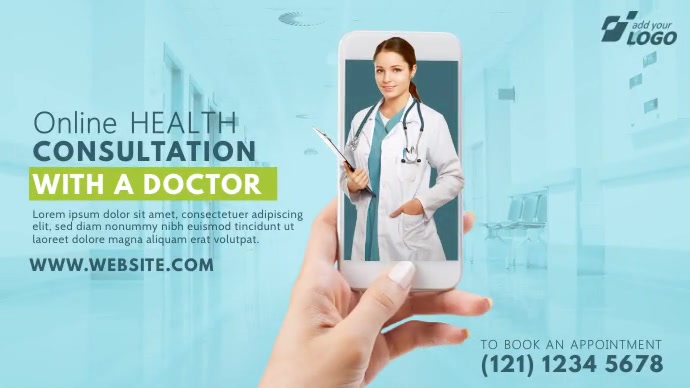 add your
LOGO
Online HEALTH
CONSULTATION
WITH A DOCTOR
Lorem ipsum dolor sit amet, consectetuer adipiscing
elit, sed diam nonummy nibh euismod tincidunt ut
laoreet dolore magna aliquam erat volutpat.
WWW.WEBSITE.COM
TO BOOK AN APPOINTMENT
(121) 1234 5678